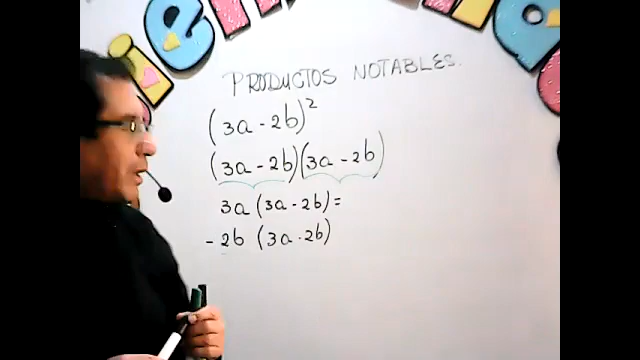 PRODUCTOS NOTABLES.
(3a - 2b)²
(3a - 2b)(3a - 2b)
3a (3a - 2b) =
- 2b (3a - 2b)